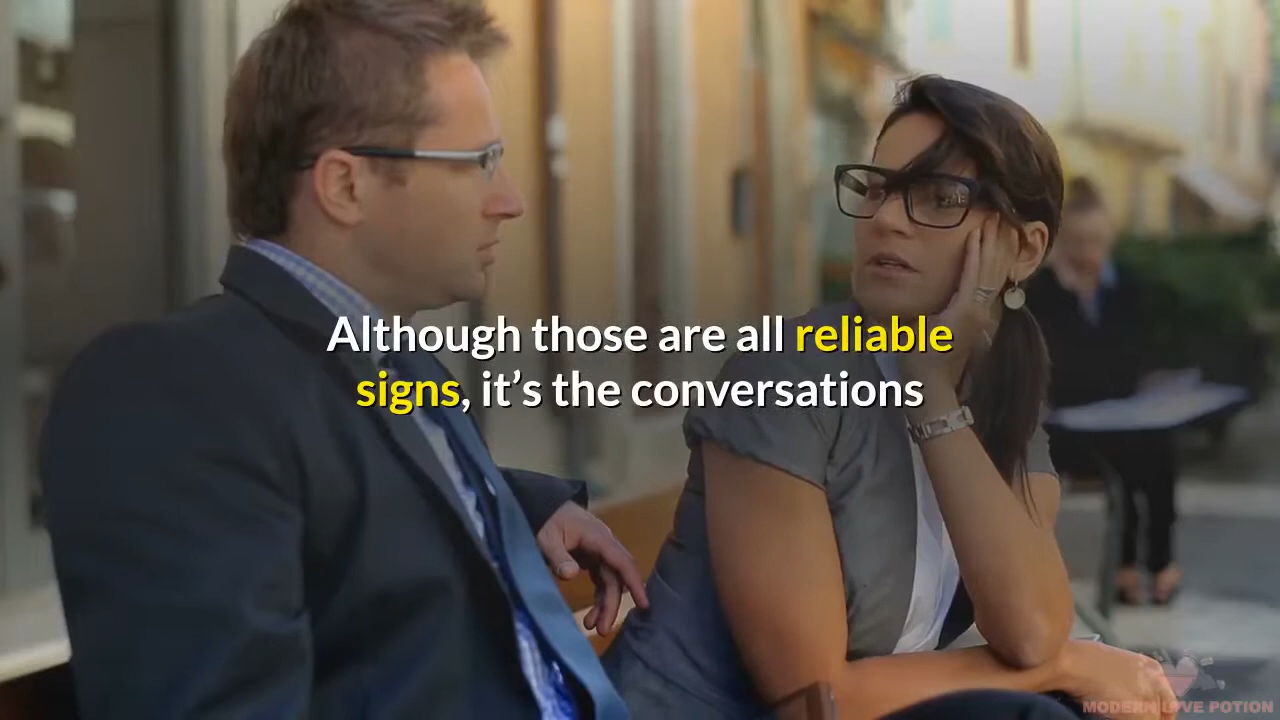 Although those are all reliable
signs, it’s the conversations
MODERN LOVE POTION